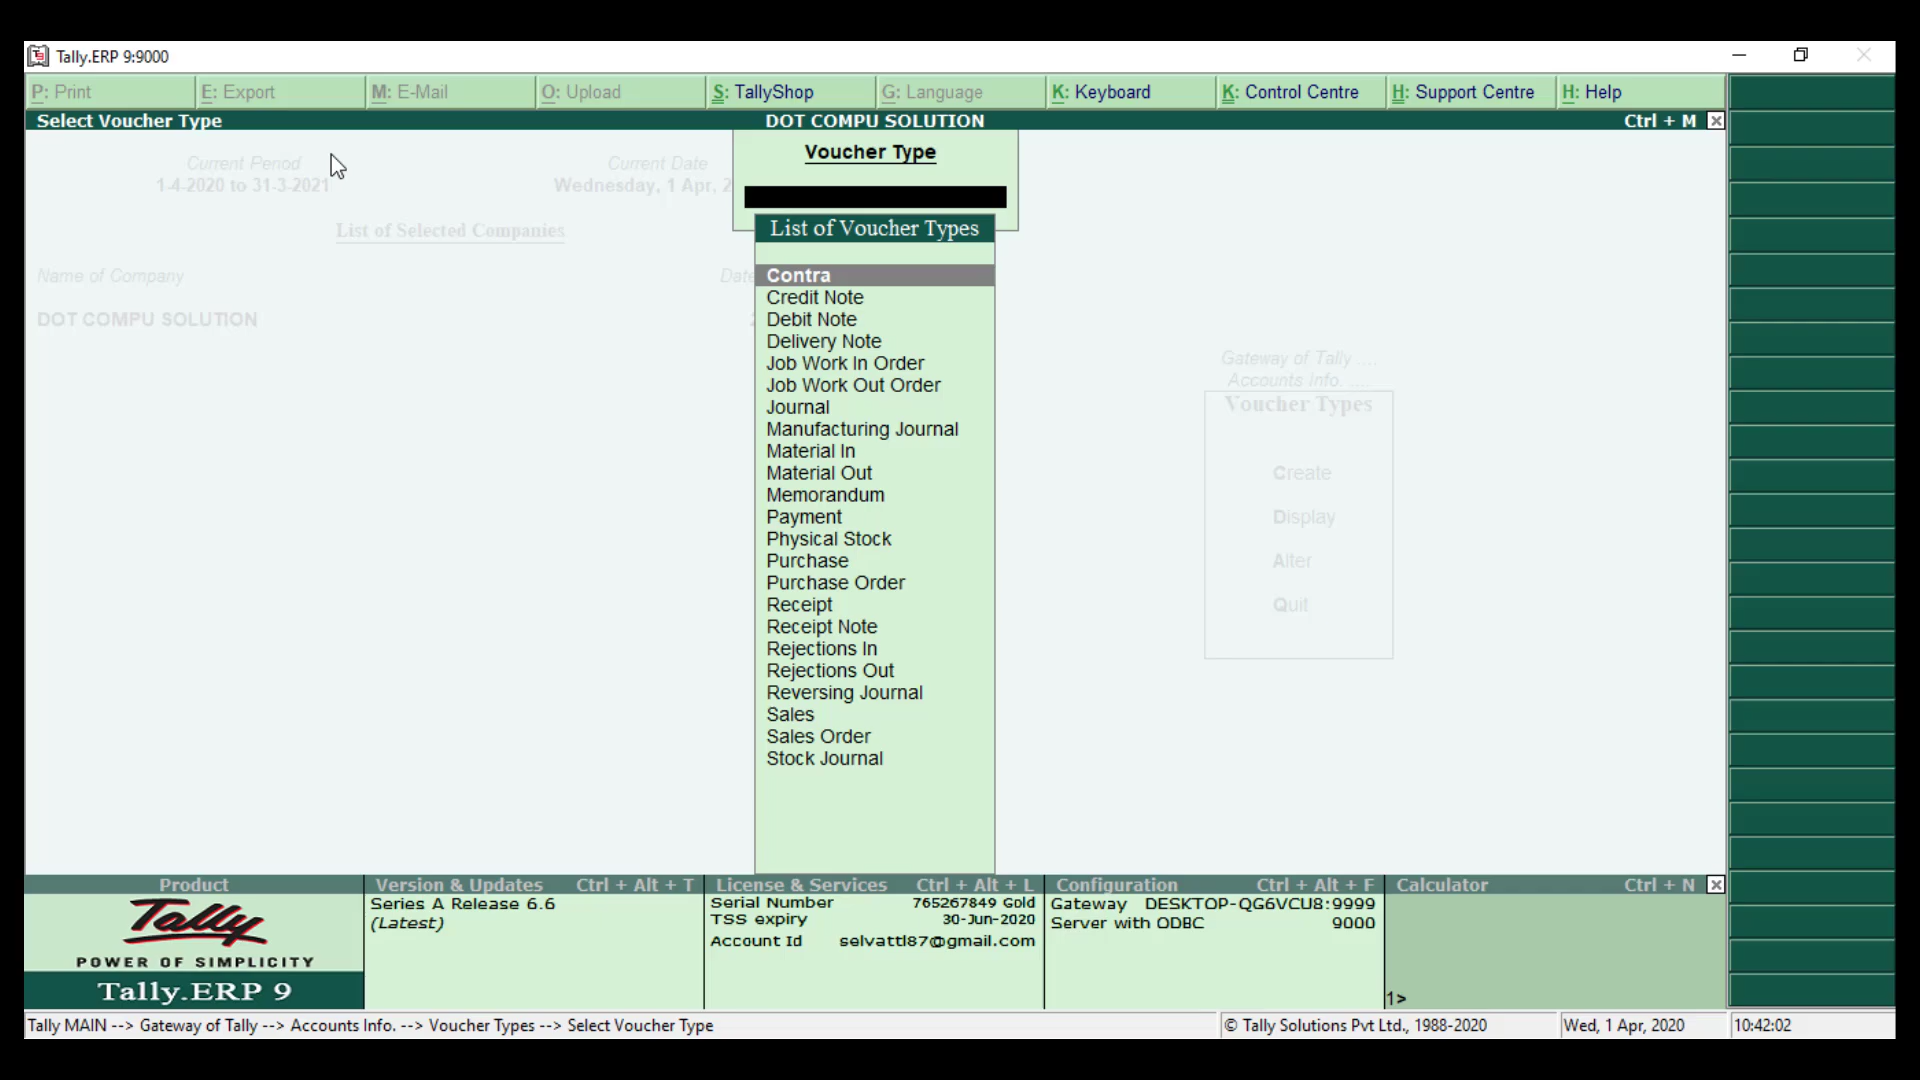 Tally.ERP 9:9000
P: Print E: Export M: E-Mail O: Upload S: TallyShop G: Language K: Keyboard K: Control Centre H: Support Centre H: Help
Select Voucher Type DOT COMPU SOLUTION Ctrl + M
Voucher Type
Current Period Current Date
1-4-2020 to 31-3-2021 Wednesday, 1 Apr, 2
List of Selected Companies
List of Voucher Types
Name of Company Date
DOT COMPU SOLUTION
Contra
Credit Note
Debit Note
Delivery Note
Job Work In Order
Job Work Out Order
Journal
Manufacturing Journal
Material In
Material Out
Memorandum
Payment
Physical Stock
Purchase
Purchase Order
Receipt
Receipt Note
Rejections In
Rejections Out
Reversing Journal
Sales
Sales Order
Stock Journal
Gateway of Tally ....
Accounts Info. ....
Voucher Types
Create
Display
Alter
Quit
Product
Tally
POWER OF SIMPLICITY
Tally.ERP 9
Version & Updates Ctrl + Alt + T
Series A Release 6.6
(Latest)
License & Services Ctrl + Alt + L
Serial Number 765267849 Gold
TSS expiry 30-Jun-2020
Account Id selvattl87@gmail.com
Configuration Ctrl + Alt + F
Gateway DESKTOP-QG6VCU8:9999
Server with ODBC 9000
Calculator Ctrl + N
1>
Tally MAIN --> Gateway of Tally --> Accounts Info. --> Voucher Types --> Select Voucher Type © Tally Solutions Pvt Ltd., 1988-2020 Wed, 1 Apr, 2020 10:42:02